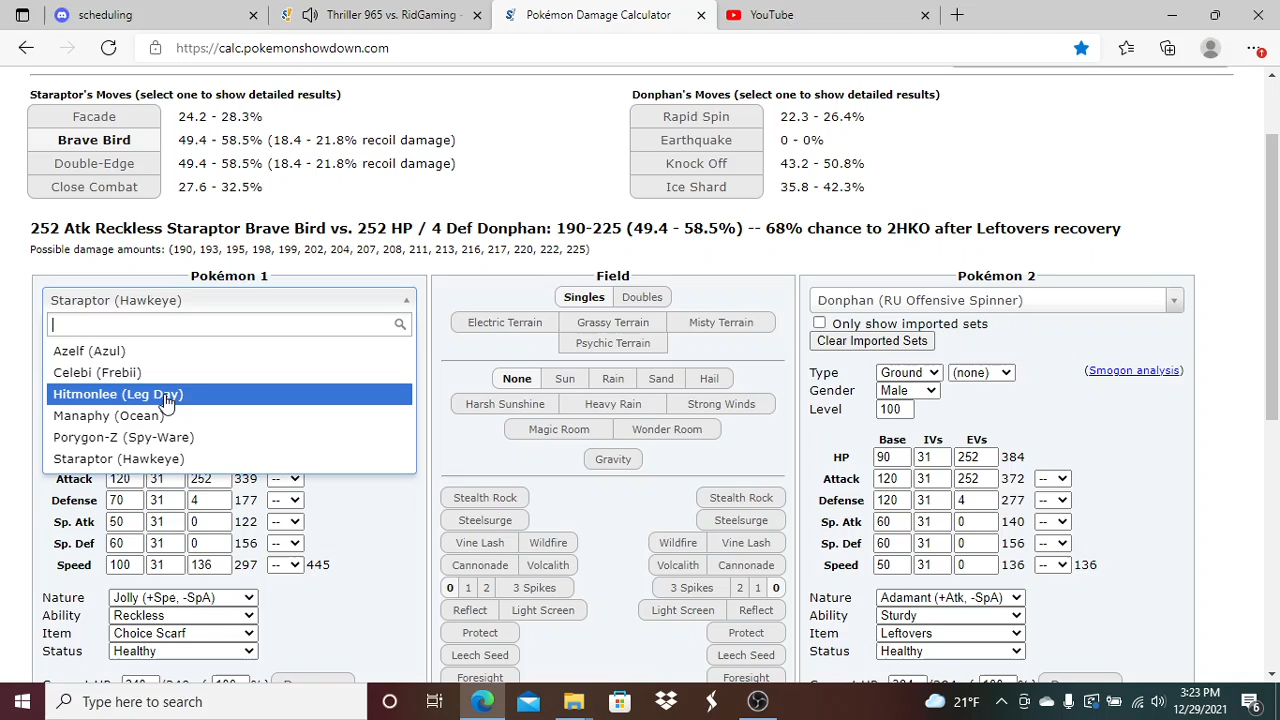 scheduling
Thriller 965 vs. RidGaming -
Pokémon Damage Calculator
YouTube
https://calc.pokemonshowdown.com
Staraptor's Moves (select one to show detailed results)
Facade 24.2 - 28.3%
Brave Bird 49.4 - 58.5% (18.4 - 21.8% recoil damage)
Double-Edge 49.4 - 58.5% (18.4 - 21.8% recoil damage)
Close Combat 27.6 - 32.5%
Donphan's Moves (select one to show detailed results)
Rapid Spin 22.3 - 26.4%
Earthquake 0 - 0%
Knock Off 43.2 - 50.8%
Ice Shard 35.8 - 42.3%
252 Atk Reckless Staraptor Brave Bird vs. 252 HP / 4 Def Donphan: 190-225 (49.4 - 58.5%) -- 68% chance to 2HKO after Leftovers recovery
Possible damage amounts: (190, 193, 195, 198, 199, 202, 204, 207, 208, 211, 213, 216, 217, 220, 222, 225)
Pokémon 1
Staraptor (Hawkeye)
Azelf (Azul)
Celebi (Frebii)
Hitmonlee (Leg Day)
Manaphy (Ocean)
Porygon-Z (Spy-Ware)
Staraptor (Hawkeye)
Attack 120 31 252 339 --
Defense 70 31 4 177 --
Sp. Atk 50 31 0 122 --
Sp. Def 60 31 0 156 --
Speed 100 31 136 297 -- 445
Nature Jolly (+Spe, -SpA)
Ability Reckless
Item Choice Scarf
Status Healthy
Field
Singles Doubles
Electric Terrain Grassy Terrain Misty Terrain
Psychic Terrain
None Sun Rain Sand Hail
Harsh Sunshine Heavy Rain Strong Winds
Magic Room Wonder Room
Gravity
Stealth Rock Stealth Rock
Steelsurge Steelsurge
Vine Lash Wildfire Wildfire Vine Lash
Cannonade Volcalith Volcalith Cannonade
0 1 2 3 Spikes 3 Spikes 2 1 0
Reflect Light Screen Light Screen Reflect
Protect Protect
Leech Seed Leech Seed
Foresight Foresight
Pokémon 2
Donphan (RU Offensive Spinner)
Only show imported sets
Clear Imported Sets
Type Ground (none) (Smogon analysis)
Gender Male
Level 100
Base IVs EVs
HP 90 31 252 384
Attack 120 31 252 372 --
Defense 120 31 4 277 --
Sp. Atk 60 31 0 140 --
Sp. Def 60 31 0 156 --
Speed 50 31 0 136 -- 136
Nature Adamant (+Atk, -SpA)
Ability Sturdy
Item Leftovers
Status Healthy
Type here to search
21°F
3:23 PM
12/29/2021
6